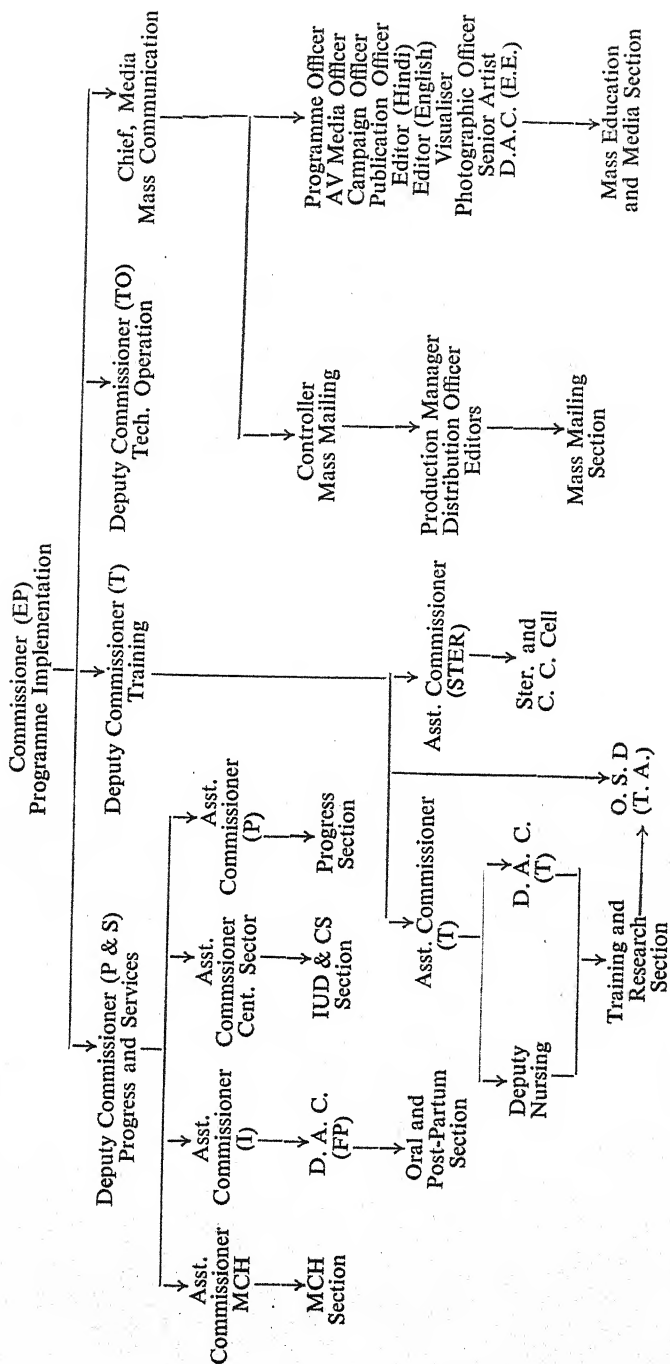 Commissioner (EP)
Programme Implementation
Deputy Commissioner (P & S)
Progress and Services
Deputy Commissioner (T)
Training
Deputy Commissioner (TO)
Tech. Operation
Chief, Media
Mass Communication
Asst.
Commissioner
MCH
MCH
Section
Asst.
Commissioner
(I)
D. A. C.
(FP)
Oral and
Post-Partum
Section
Asst.
Commssioner
Cent. Sector
IUD & CS
Section
Asst.
Commissioner
(P)
Progress
Section
Asst. Commissioner
(T)
Deputy
Nursing
D. A. C.
(T)
Training and
Research
Section
O. S. D
(T. A.)
Asst. Commissioner
(STER)
Ster. and
C. C. Cell
Controller
Mass Mailing
Production Manager
Distribution Officer
Editors
Mass Mailing
Section
Programme Officer
AV Media Officer
Campaign Officer
Publication Officer
Editor (Hindi)
Editor (English)
Visualiser
Photographic Officer
Senior Artist
D.A.C. (E.E.)
Mass Education
and Media Section